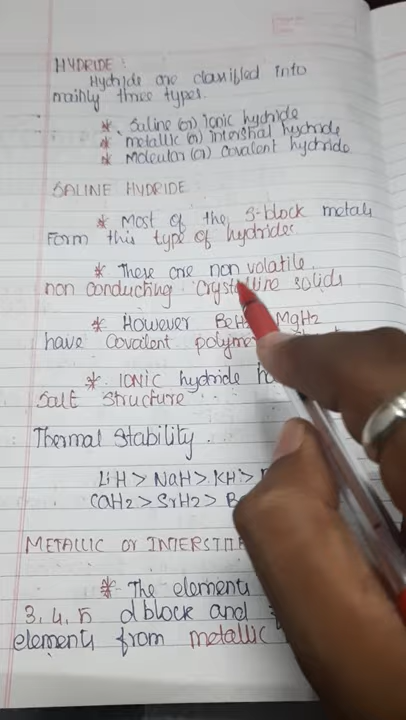 HYDRIDE:
Hydride are classified into
mainly three types.
* Saline (or) ionic hydride
* metallic (or) interstitial hydride
* Molecular (or) Covalent hydride
SALINE HYDRIDE
* Most of the S-block metals
Form this type of hydrides
* These are non volatile,
non conducting. Crystalline solids
* However BeH2 MgH2
have Covalent polymeric
* Ionic hydride
Salt structure
Thermal Stability.
LiH > NaH > KH >
CaH2 > SrH2 >
METALLIC or INTERSTITIAL
* The elements
3, 4, 5 d block and
elements from metallic